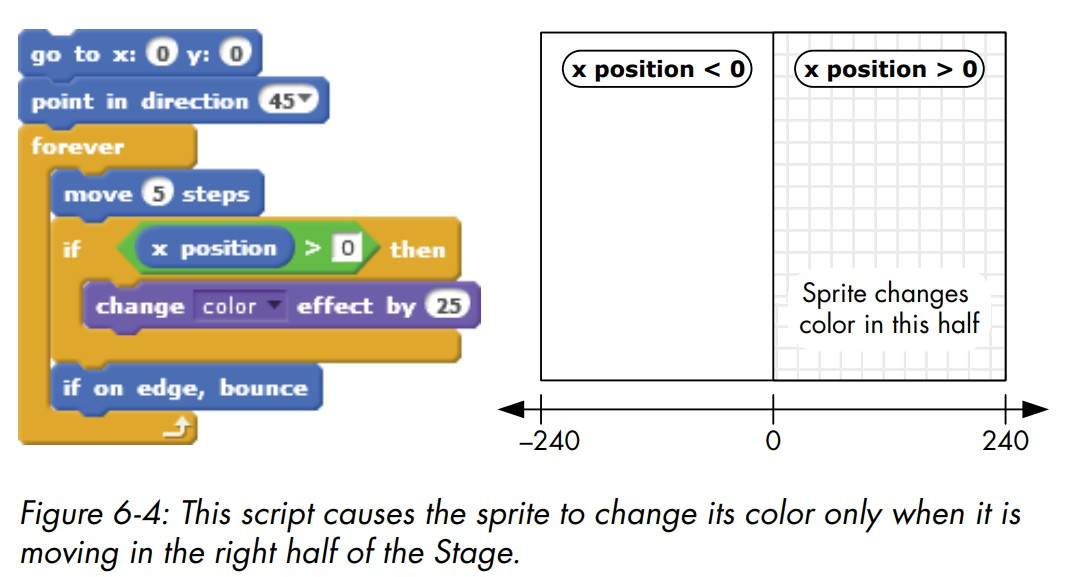 go to x: 0 y: 0
point in direction 45
forever
move 5 steps
if x position > 0 then
change color effect by 25
if on edge, bounce
x position < 0
x position > 0
Sprite changes
color in this half
−240
0
240
Figure 6-4: This script causes the sprite to change its color only when it is
moving in the right half of the Stage.